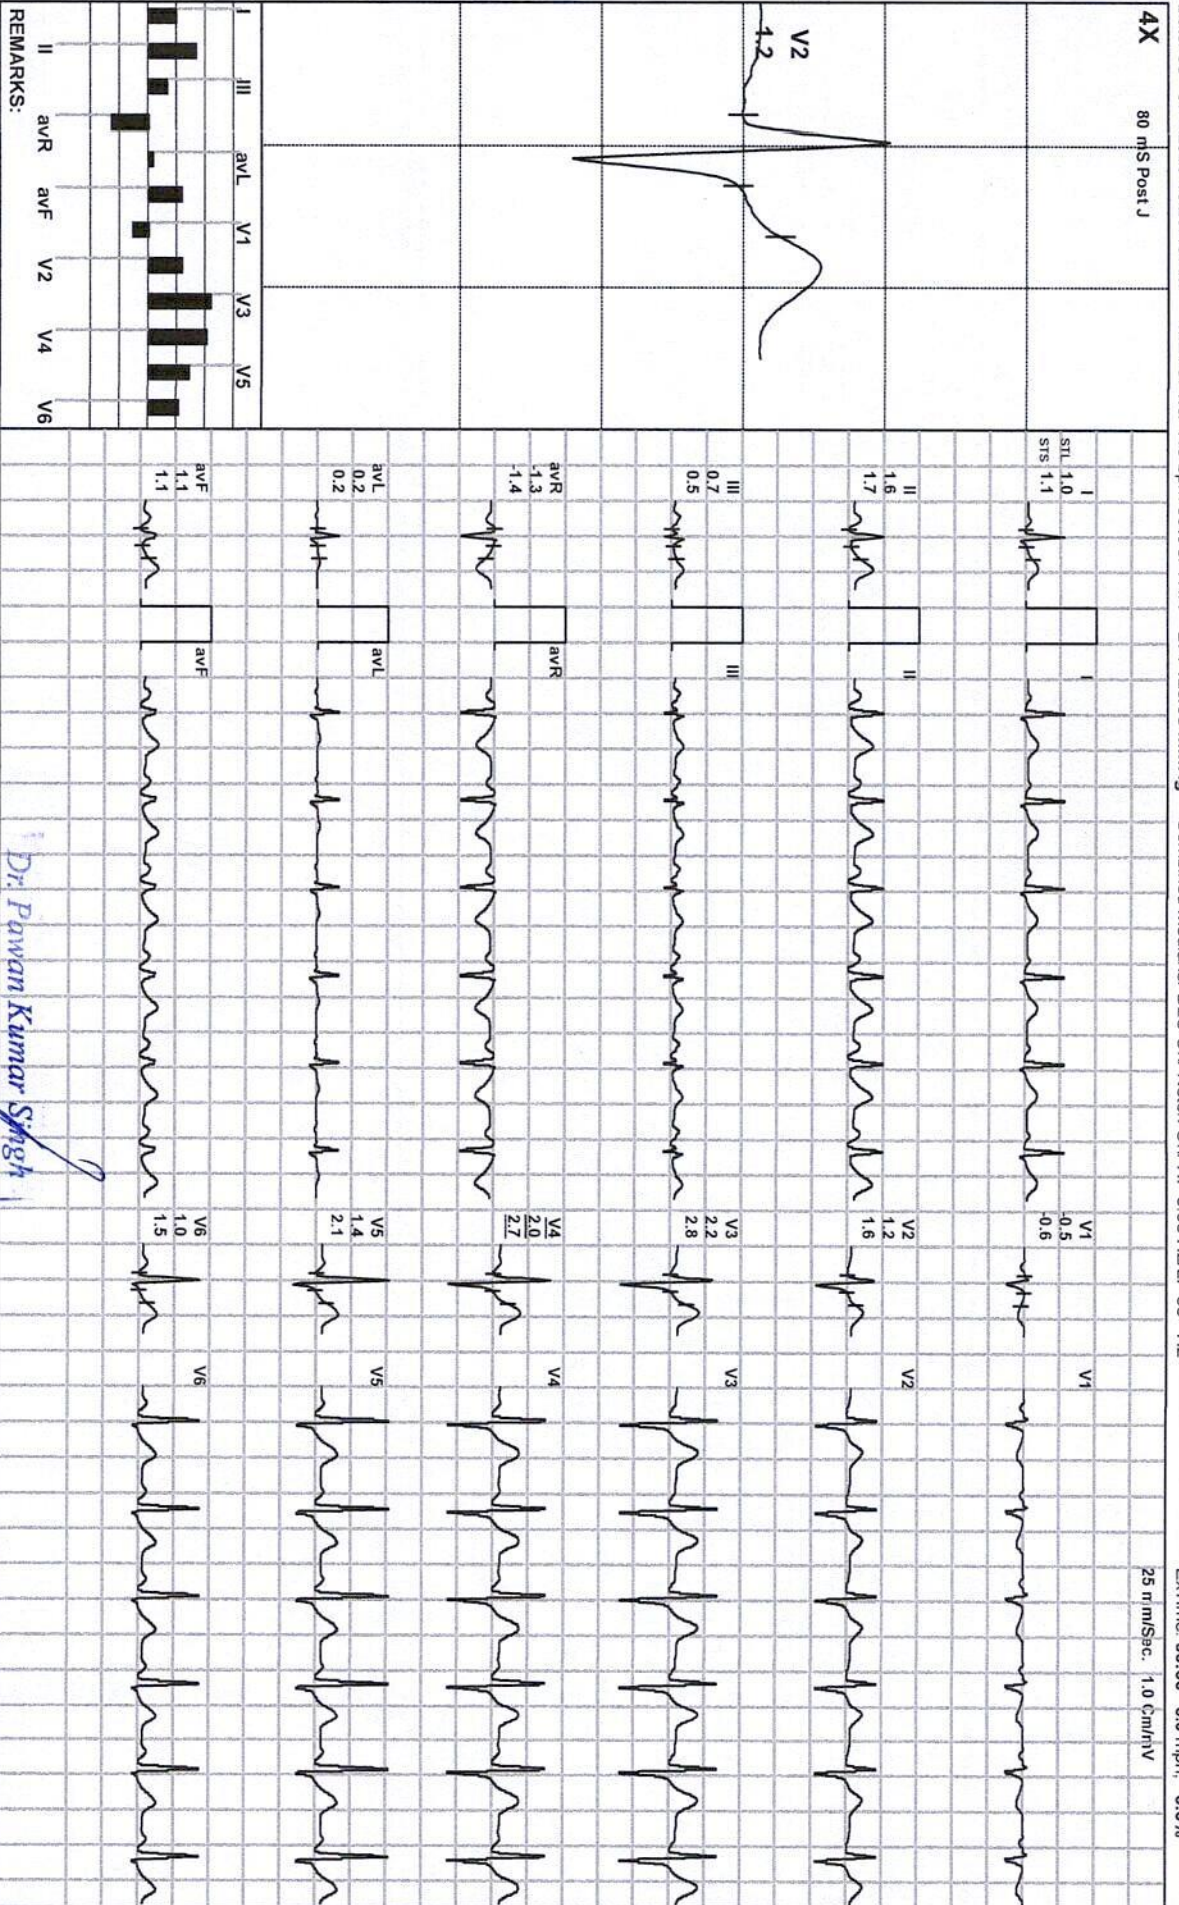 4X
80 mS Post J
25 mm/Sec. 1.0 Cm/mV
V2
1.2
I
STL 1.0
STS 1.1
I
V1
-0.5
-0.6
V1
II
1.6
1.7
II
V2
1.2
1.6
V2
III
0.7
0.5
III
V3
2.2
2.8
V3
avR
-1.3
-1.4
avR
V4
2.0
2.7
V4
avL
0.2
0.2
avL
V5
1.4
2.1
V5
avF
1.1
1.1
avF
V6
1.0
1.5
V6
I III avL V1 V3 V5
II avR avF V2 V4 V6
REMARKS:
Dr. Pawan Kumar Singh